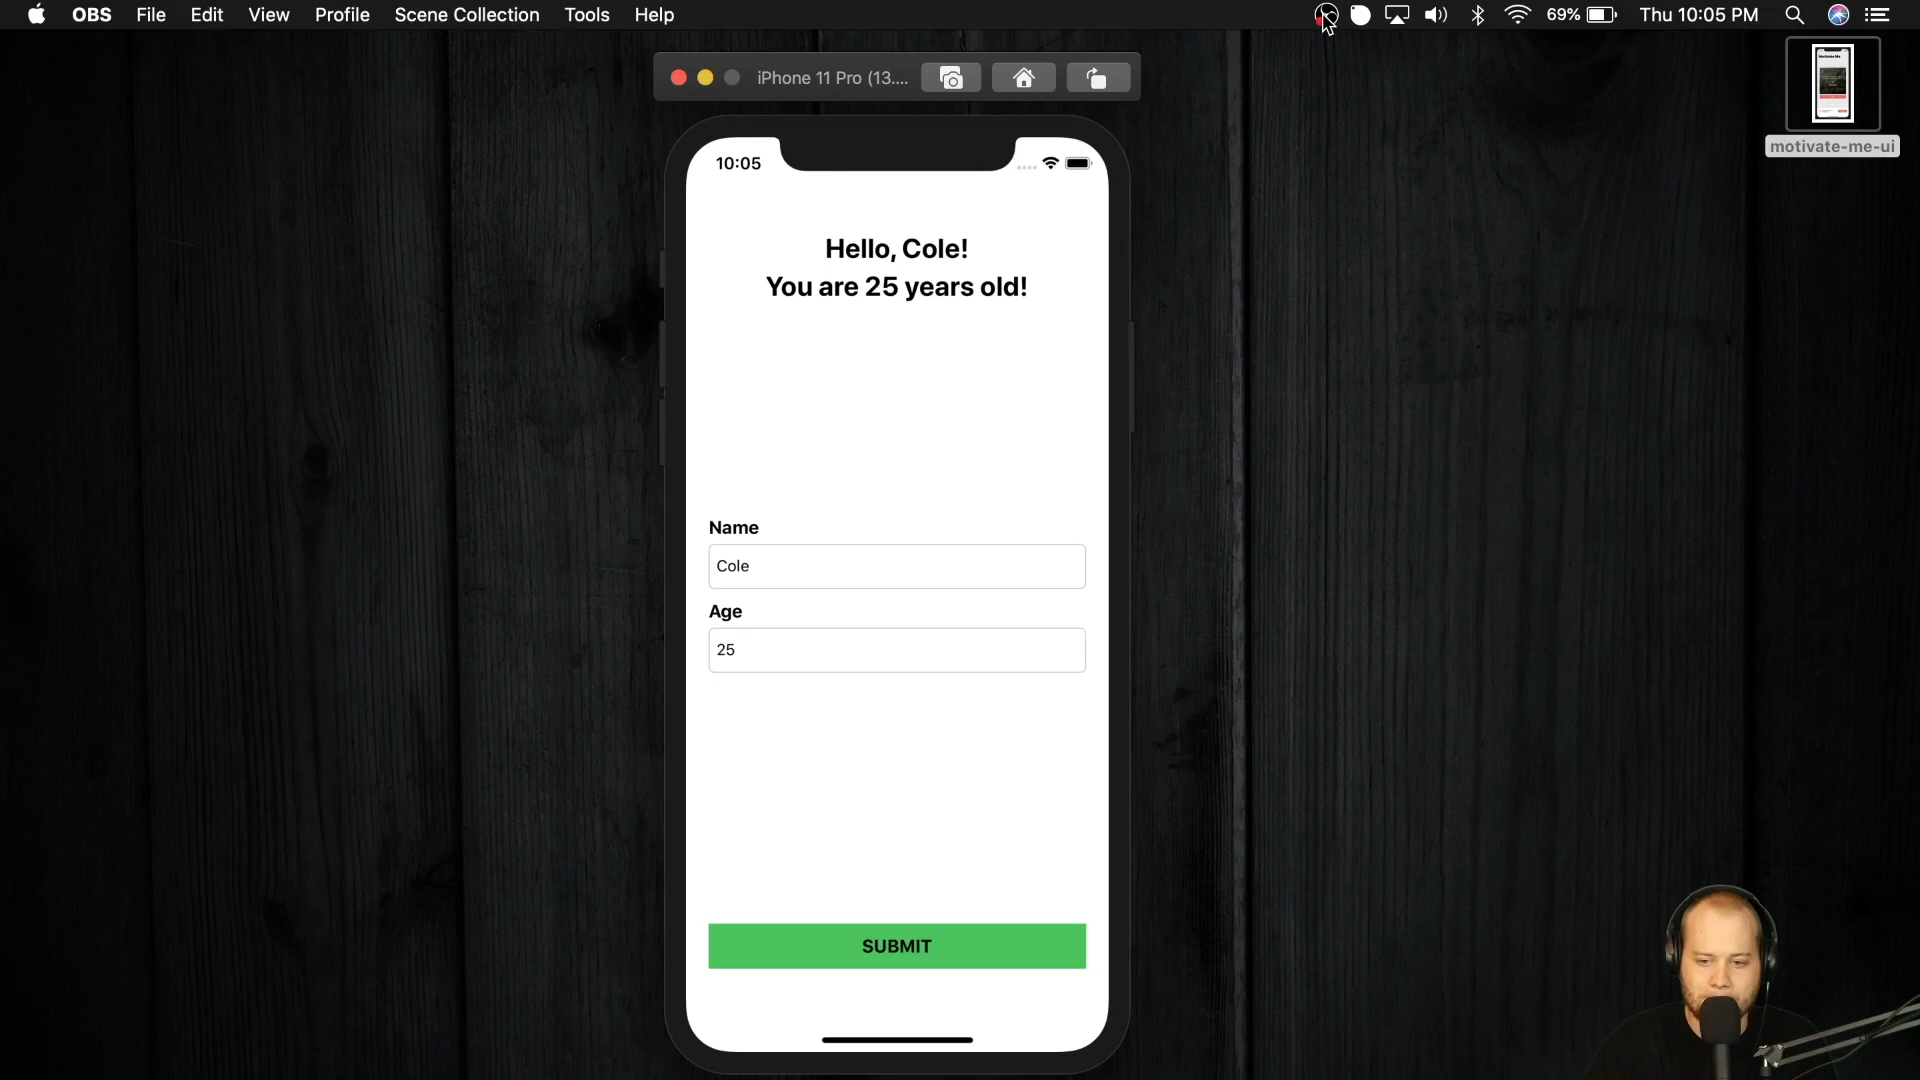 OBS File Edit View Profile Scene Collection Tools Help 69% Thu 10:05 PM
iPhone 11 Pro (13....
motivate-me-ui
10:05
Hello, Cole!
You are 25 years old!
Name
Cole
Age
25
SUBMIT